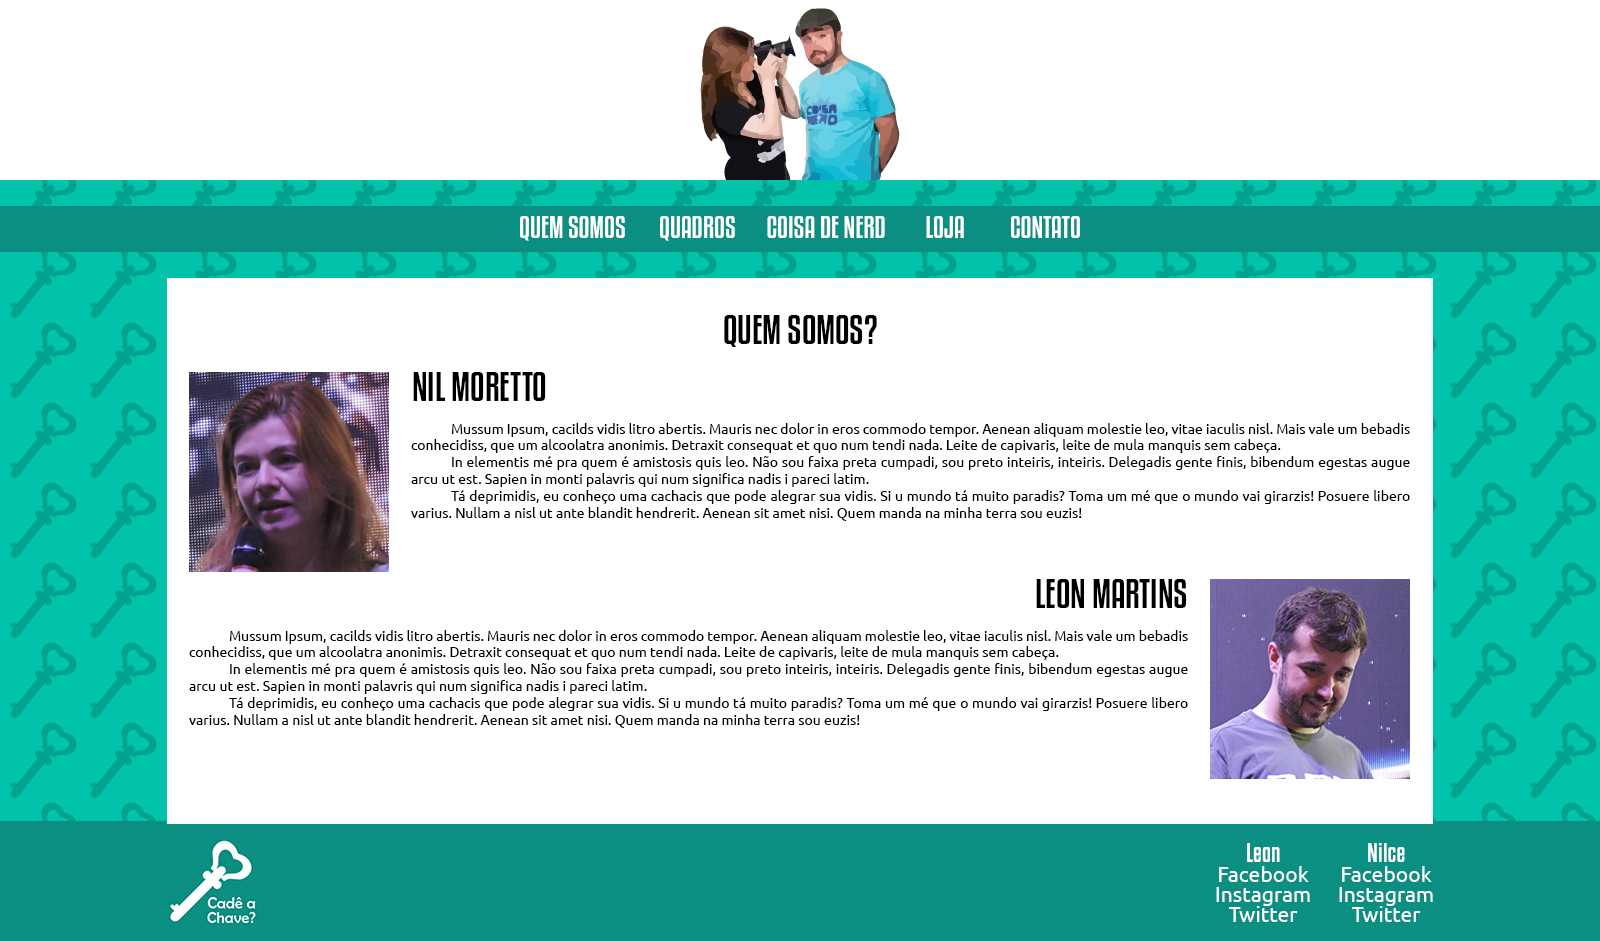 COISA
NERD
QUEM SOMOS QUADROS COISA DE NERD LOJA CONTATO
QUEM SOMOS?
NIL MORETTO
Mussum Ipsum, cacilds vidis litro abertis. Mauris nec dolor in eros commodo tempor. Aenean aliquam molestie leo, vitae iaculis nisl. Mais vale um bebadis
conhecidiss, que um alcoolatra anonimis. Detraxit consequat et quo num tendi nada. Leite de capivaris, leite de mula manquis sem cabeça.
In elementis mé pra quem é amistosis quis leo. Não sou faixa preta cumpadi, sou preto inteiris, inteiris. Delegadis gente finis, bibendum egestas augue
arcu ut est. Sapien in monti palavris qui num significa nadis i pareci latim.
Tá deprimidis, eu conheço uma cachacis que pode alegrar sua vidis. Si u mundo tá muito paradis? Toma um mé que o mundo vai girarzis! Posuere libero
varius. Nullam a nisl ut ante blandit hendrerit. Aenean sit amet nisi. Quem manda na minha terra sou euzis!
LEON MARTINS
Mussum Ipsum, cacilds vidis litro abertis. Mauris nec dolor in eros commodo tempor. Aenean aliquam molestie leo, vitae iaculis nisl. Mais vale um bebadis
conhecidiss, que um alcoolatra anonimis. Detraxit consequat et quo num tendi nada. Leite de capivaris, leite de mula manquis sem cabeça.
In elementis mé pra quem é amistosis quis leo. Não sou faixa preta cumpadi, sou preto inteiris, inteiris. Delegadis gente finis, bibendum egestas augue
arcu ut est. Sapien in monti palavris qui num significa nadis i pareci latim.
Tá deprimidis, eu conheço uma cachacis que pode alegrar sua vidis. Si u mundo tá muito paradis? Toma um mé que o mundo vai girarzis! Posuere libero
varius. Nullam a nisl ut ante blandit hendrerit. Aenean sit amet nisi. Quem manda na minha terra sou euzis!
Cadê a
Chave?
Leon
Facebook
Instagram
Twitter
Nilce
Facebook
Instagram
Twitter